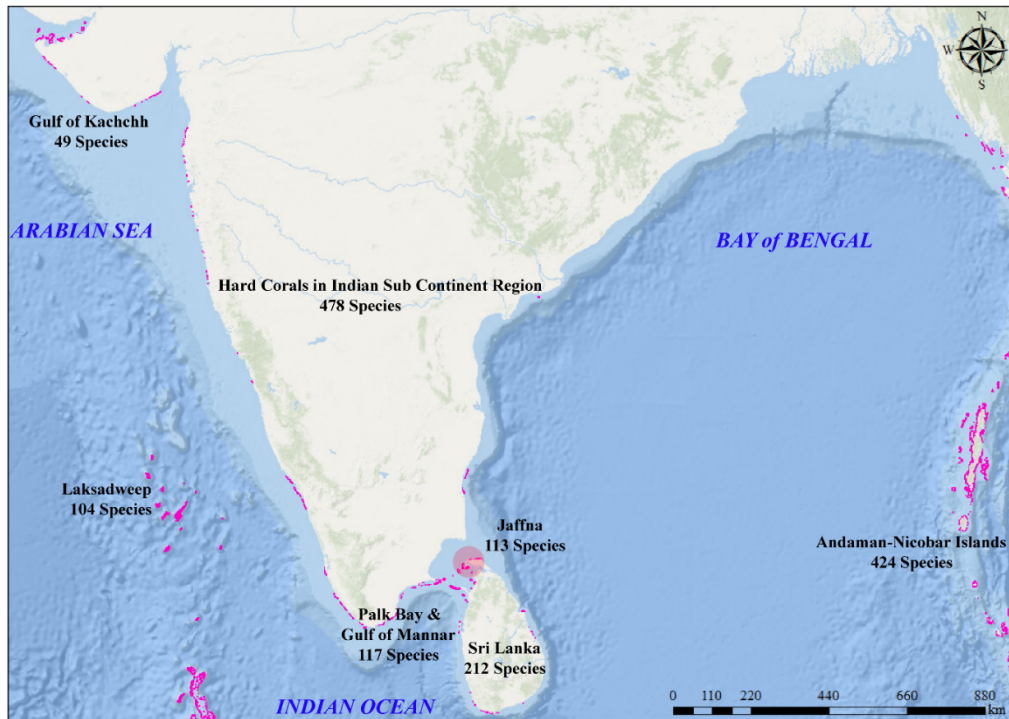 N
W
S
Gulf of Kachchh
49 Species
ARABIAN SEA
BAY of BENGAL
Hard Corals in Indian Sub Continent Region
478 Species
Laksadweep
104 Species
Jaffna
113 Species
Andaman-Nicobar Islands
424 Species
Palk Bay &
Gulf of Mannar
117 Species
Sri Lanka
212 Species
INDIAN OCEAN
0 110 220 440 660 880
km